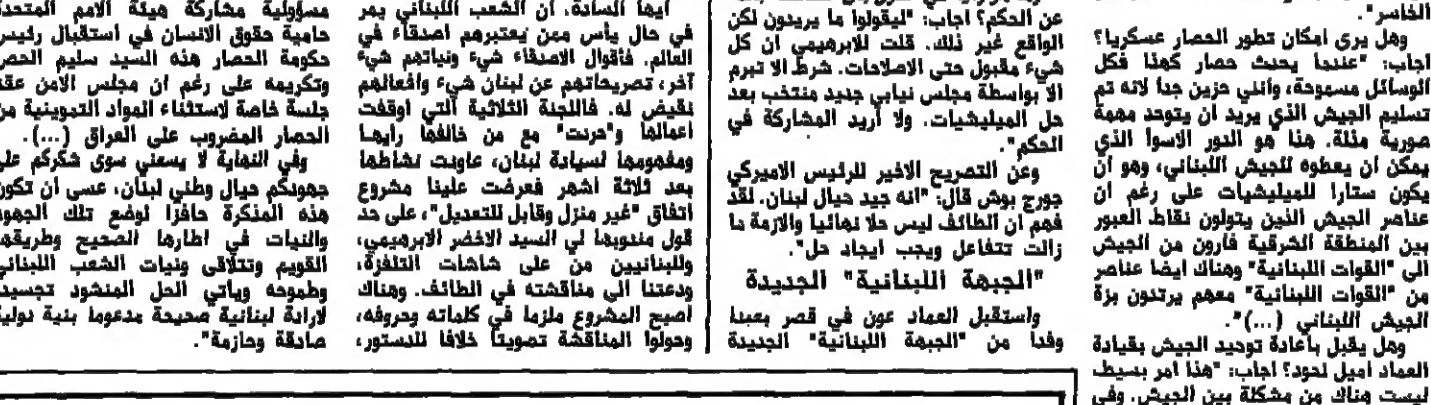 الخاسر".
وهل يرى امكان تطور الحصار عسكريا؟
اجاب: "عندما يحدث حصار كهذا فكل
الوسائل مسموحة، وأنني حزين جدا لانه تم
تسليم الجيش الذي يريد ان يتوحد مهمة
صورية مذلة. هذا هو الدور الاسوا الذي
يمكن أن يعطوه للجيش اللبناني، وهو أن
يكون ستارا للميليشيات على رغم ان
عناصر الجيش الذين يتولون نقاط العبور
بين المنطقة الشرقية فارون من الجيش
الى "القوات اللبنانية" وهناك ايضا عناصر
من "القوات اللبنانية" معهم يرتدون بزة
الجيش اللبناني (...)".
وهل يقبل باعادة توحيد الجيش بقيادة
العماد اميل لحود؟ اجاب: "هذا امر بسيط
ليست هناك من مشكلة بين الجيش. وفي
عن الحكم؟ اجاب: "ليقولوا ما يريدون لكن
الواقع غير ذلك. قلت للابرهيمي ان كل
شيء مقبول حتى الاصلاحات. شرط الا تبرم
الا بواسطة مجلس نيابي جديد منتخب بعد
حل الميليشيات. ولا أريد المشاركة في
الحكم".
وعن التصريح الاخير للرئيس الاميركي
جورج بوش قال: "انه جيد حيال لبنان. لقد
فهم ان الطائف ليس حلا نهائيا والازمة ما
زالت تتفاعل ويجب ايجاد حل".
"الجبهة اللبنانية" الجديدة
واستقبل العماد عون في قصر بعبدا
وفدا من "الجبهة اللبنانية" الجديدة
ايها السادة، ان الشعب اللبناني يمر
في حال يأس ممن يعتبرهم اصدقاء في
العالم. فأقوال الاصدقاء شيء ونياتهم شيء
آخر، تصريحاتهم عن لبنان شيء وافعالهم
نقيض له. فاللجنة الثلاثية التي اوقفت
اعمالها و"حردت" مع من خالفها رايها
ومفهومها لسيادة لبنان، عاودت نشاطها
بعد ثلاثة اشهر فعرضت علينا مشروع
اتفاق "غير منزل وقابل للتعديل"، على حد
قول مندوبها لي السيد الاخضر الابرهيمي،
وللبنانيين من على شاشات التلفزة،
ودعتنا الى مناقشته في الطائف. وهناك
اصبح المشروع ملزما في كلماته وحروفه،
وحولوا المناقشة تصويتا خلافا للدستور،
مسؤولية مشاركة هيئة الامم المتحدة
حامية حقوق الانسان في استقبال رئيس
حكومة الحصار هذه السيد سليم الحص
وتكريمه على رغم ان مجلس الامن عقد
جلسة خاصة لاستثناء المواد التموينية من
الحصار المضروب على العراق (...).
وفي النهاية لا يسعني سوى شكركم على
جهودكم حيال وطني لبنان، عسى ان تكون
هذه المذكرة حافزا لوضع تلك الجهود
والنيات في اطارها الصحيح وطريقها
القويم وتتلاقى ونيات الشعب اللبناني
وطموحه ويأتي الحل المنشود تجسيدا
لارادة لبنانية صحيحة مدعوما بنية دولية
صادقة وحازمة".